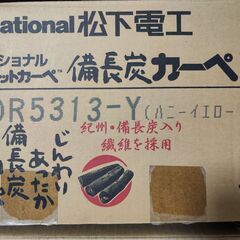 ational 松下電工
ショナル
ットカーペ
備長炭カーペ
DR5313-Y(ハニーイエロー
紀州・備長炭入り
繊維を採用
じんわり
あったか
備長炭